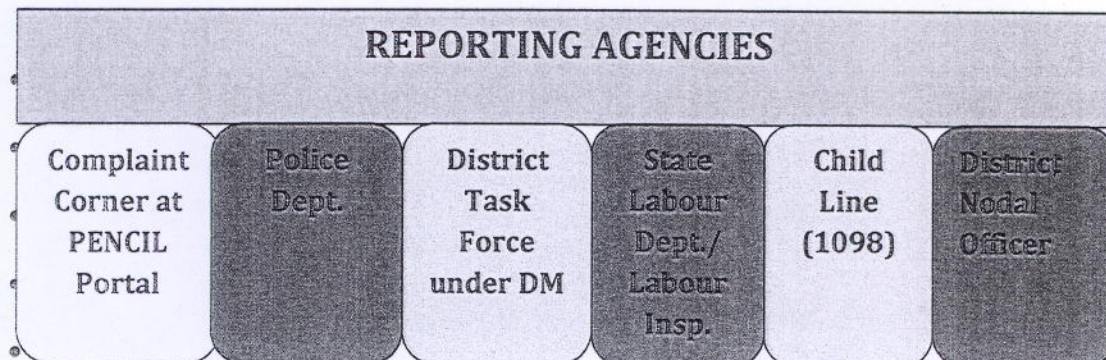 REPORTING AGENCIES
Complaint
Corner at
PENCIL
Portal
Police
Dept.
District
Task
Force
under DM
State
Labour
Dept./
Labour
Insp.
Child
Line
(1098)
District
Nodal
Officer